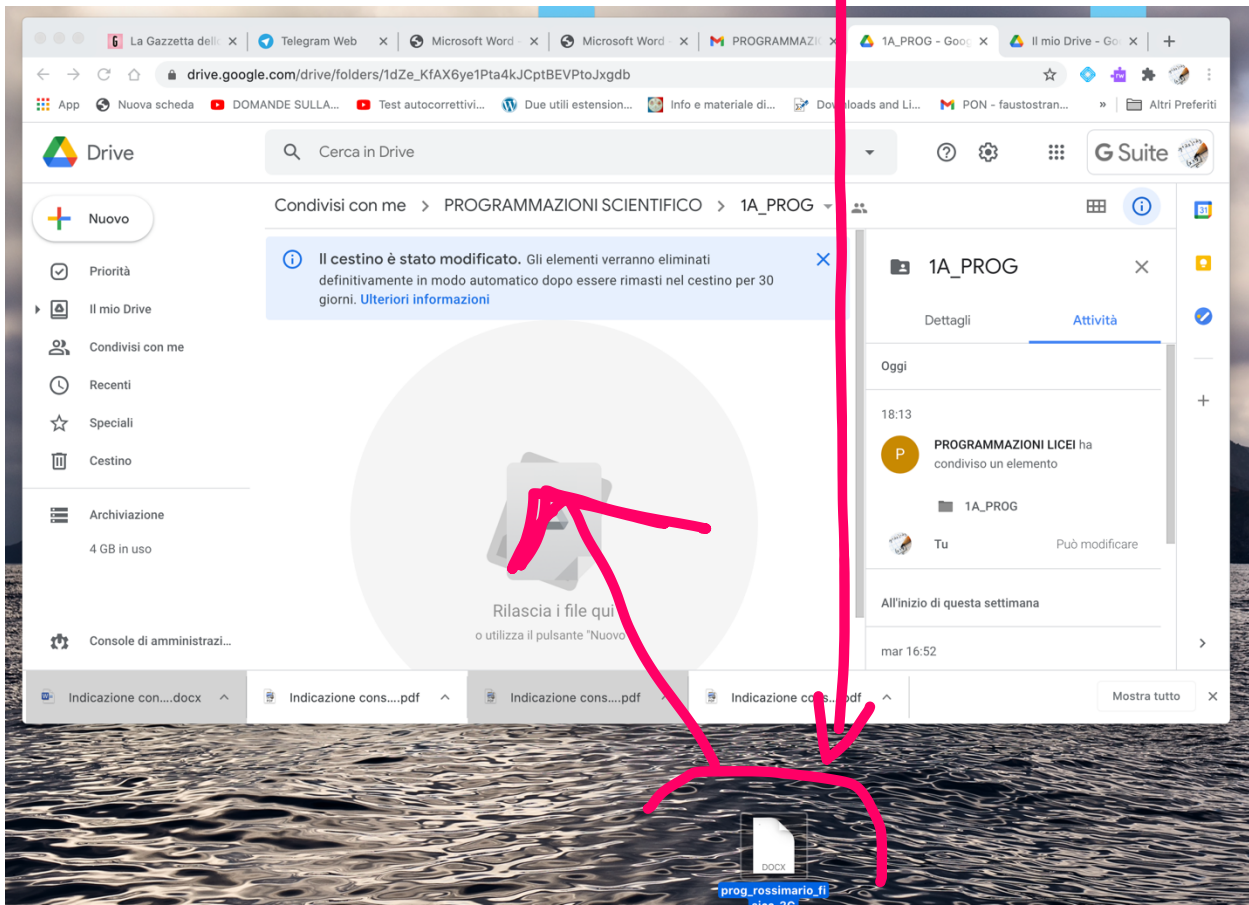 La Gazzetta dell
Telegram Web
Microsoft Word -
Microsoft Word -
PROGRAMMAZI
1A_PROG - Goog
Il mio Drive - Go
drive.google.com/drive/folders/1dZe_KfAX6ye1Pta4kJCptBEVPtoJxgdb
App
Nuova scheda
DOMANDE SULLA...
Test autocorrettivi...
Due utili estension...
Info e materiale di...
Downloads and Li...
PON - faustostran...
»
Altri Preferiti
Drive
Cerca in Drive
G Suite
Nuovo
Condivisi con me > PROGRAMMAZIONI SCIENTIFICO > 1A_PROG
31
Priorità
Il mio Drive
Condivisi con me
Recenti
Speciali
Cestino
Archiviazione
4 GB in uso
Console di amministrazi...
Il cestino è stato modificato. Gli elementi verranno eliminati
definitivamente in modo automatico dopo essere rimasti nel cestino per 30
giorni. Ulteriori informazioni
Rilascia i file qui
o utilizza il pulsante "Nuovo
1A_PROG
Dettagli
Attività
Oggi
18:13
P
PROGRAMMAZIONI LICEI ha
condiviso un elemento
1A_PROG
Tu
Può modificare
All'inizio di questa settimana
mar 16:52
Indicazione con....docx
Indicazione cons....pdf
Indicazione cons....pdf
Indicazione cons....pdf
Mostra tutto
DOCX
prog_rossimario_fi